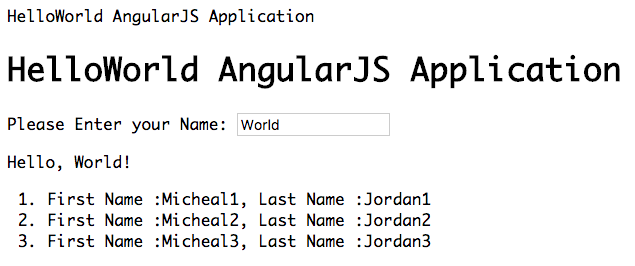 HelloWorld AngularJS Application
HelloWorld AngularJS Application
Please Enter your Name: World
Hello, World!
1. First Name :Micheal1, Last Name :Jordan1
2. First Name :Micheal2, Last Name :Jordan2
3. First Name :Micheal3, Last Name :Jordan3